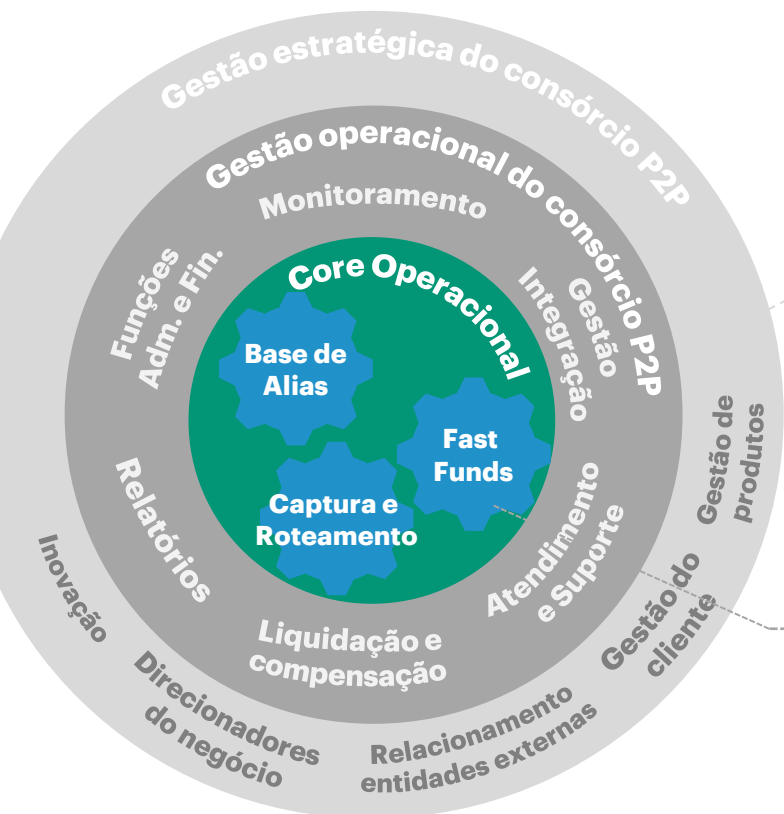 Gestão estratégica do consórcio P2P
Gestão operacional do consórcio P2P
Monitoramento
Funções
Adm. e Fin.
Core Operacional
Gestão
Integração
Base de
Alias
Fast
Funds
Captura e
Roteamento
Gestão de
produtos
Relatórios
Atendimento
e Suporte
Inovação
Gestão do
cliente
Liquidação e
compensação
Direcionadores
do negócio
Relacionamento
entidades externas